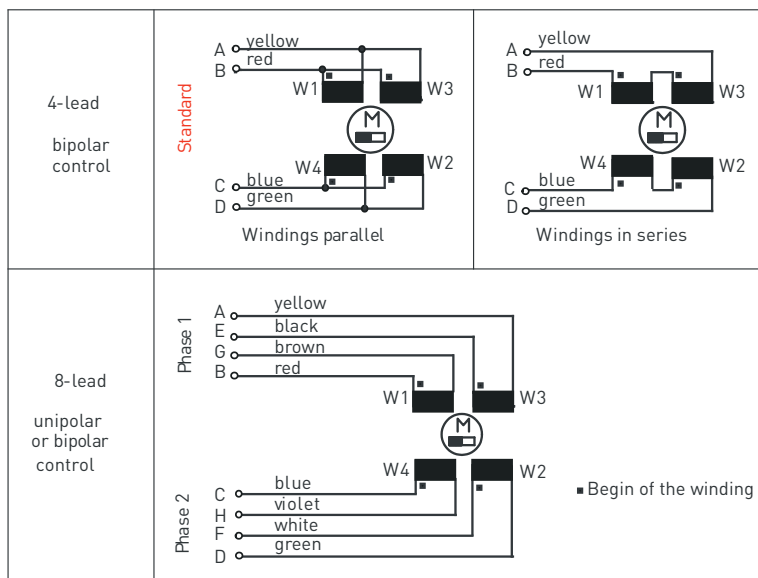 4-lead
bipolar
control
Standard
A yellow
B red
W1 W3
M
W4 W2
C blue
D green
Windings parallel
A yellow
B red
W1 W3
M
W4 W2
C blue
D green
Windings in series
8-lead
unipolar
or bipolar
control
Phase 1
A yellow
E black
G brown
B red
W1 W3
M
W4 W2
Phase 2
C blue
H violet
F white
D green
Begin of the winding